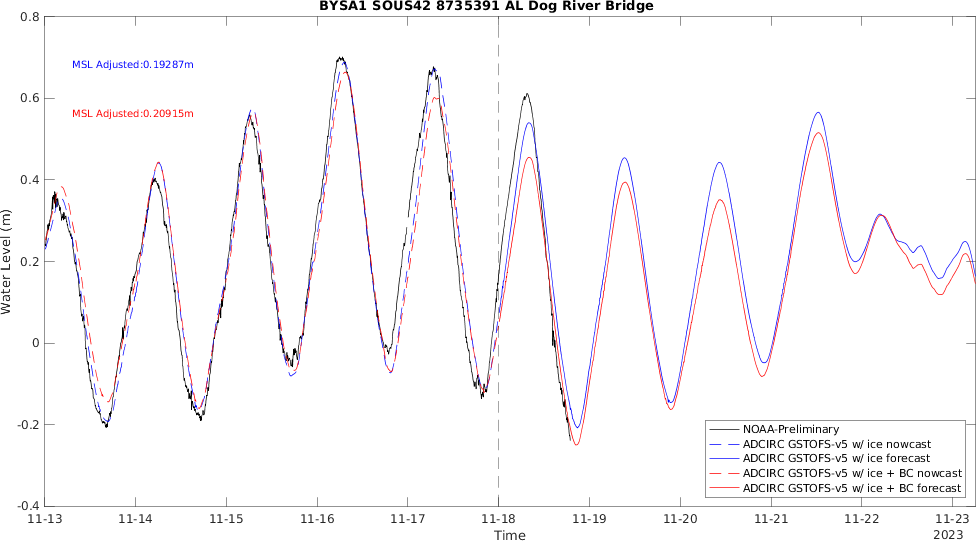 BYSA1 SOUS42 8735391 AL Dog River Bridge
MSL Adjusted:0.19287m
MSL Adjusted:0.20915m
Water Level (m)
0.8
0.6
0.4
0.2
0
-0.2
-0.4
NOAA-Preliminary
ADCIRC GSTOFS-v5 w/ ice nowcast
ADCIRC GSTOFS-v5 w/ ice forecast
ADCIRC GSTOFS-v5 w/ ice + BC nowcast
ADCIRC GSTOFS-v5 w/ ice + BC forecast
11-13 11-14 11-15 11-16 11-17 11-18 11-19 11-20 11-21 11-22 11-23
Time
2023